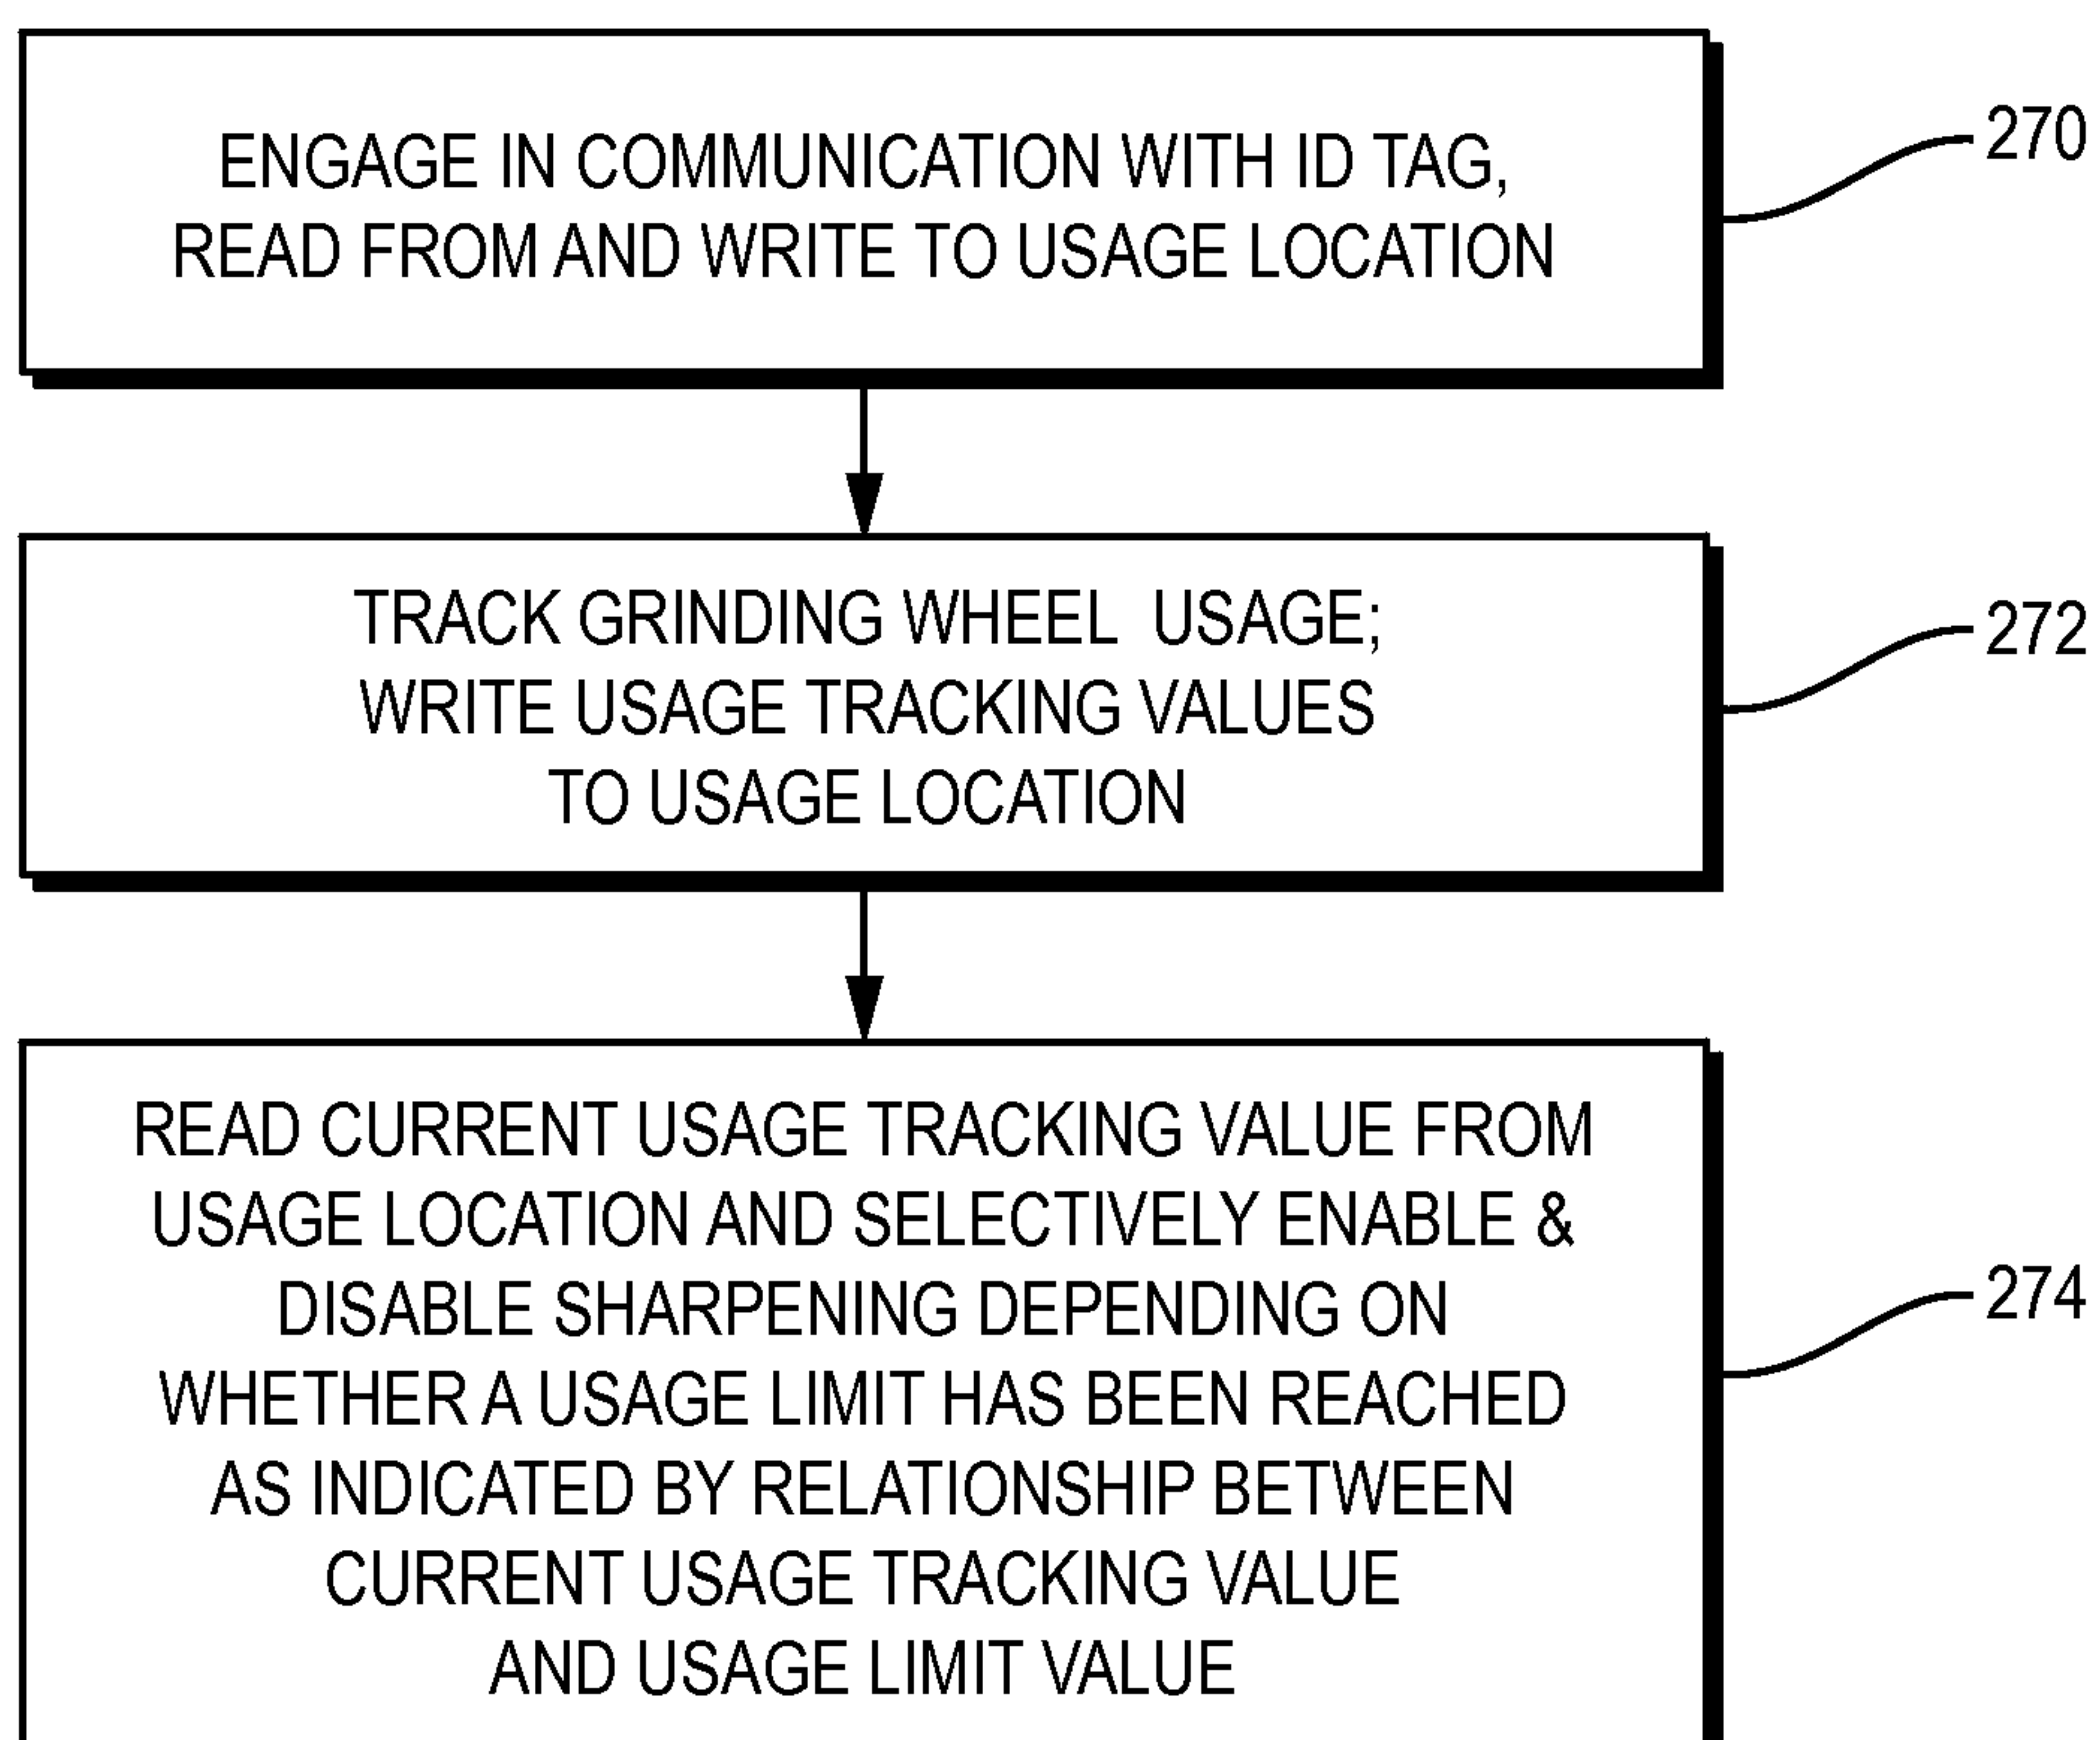 ENGAGE IN COMMUNICATION WITH ID TAG,
READ FROM AND WRITE TO USAGE LOCATION
270
TRACK GRINDING WHEEL USAGE;
WRITE USAGE TRACKING VALUES
TO USAGE LOCATION
272
READ CURRENT USAGE TRACKING VALUE FROM
USAGE LOCATION AND SELECTIVELY ENABLE &
DISABLE SHARPENING DEPENDING ON
WHETHER A USAGE LIMIT HAS BEEN REACHED
AS INDICATED BY RELATIONSHIP BETWEEN
CURRENT USAGE TRACKING VALUE
AND USAGE LIMIT VALUE
274